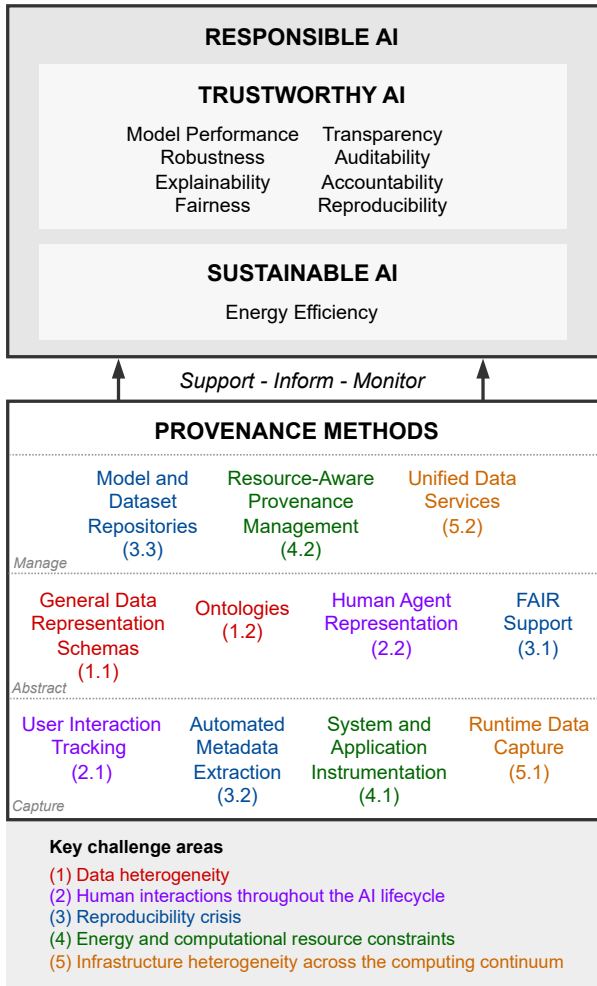 RESPONSIBLE AI
TRUSTWORTHY AI
Model Performance Transparency
Robustness Auditability
Explainability Accountability
Fairness Reproducibility
SUSTAINABLE AI
Energy Efficiency
Support - Inform - Monitor
PROVENANCE METHODS
Model and
Dataset
Repositories
(3.3)
Resource-Aware
Provenance
Management
(4.2)
Unified Data
Services
(5.2)
Manage
General Data
Representation
Schemas
(1.1)
Ontologies
(1.2)
Human Agent
Representation
(2.2)
FAIR
Support
(3.1)
Abstract
User Interaction
Tracking
(2.1)
Automated
Metadata
Extraction
(3.2)
System and
Application
Instrumentation
(4.1)
Runtime Data
Capture
(5.1)
Capture
Key challenge areas
(1) Data heterogeneity
(2) Human interactions throughout the AI lifecycle
(3) Reproducibility crisis
(4) Energy and computational resource constraints
(5) Infrastructure heterogeneity across the computing continuum